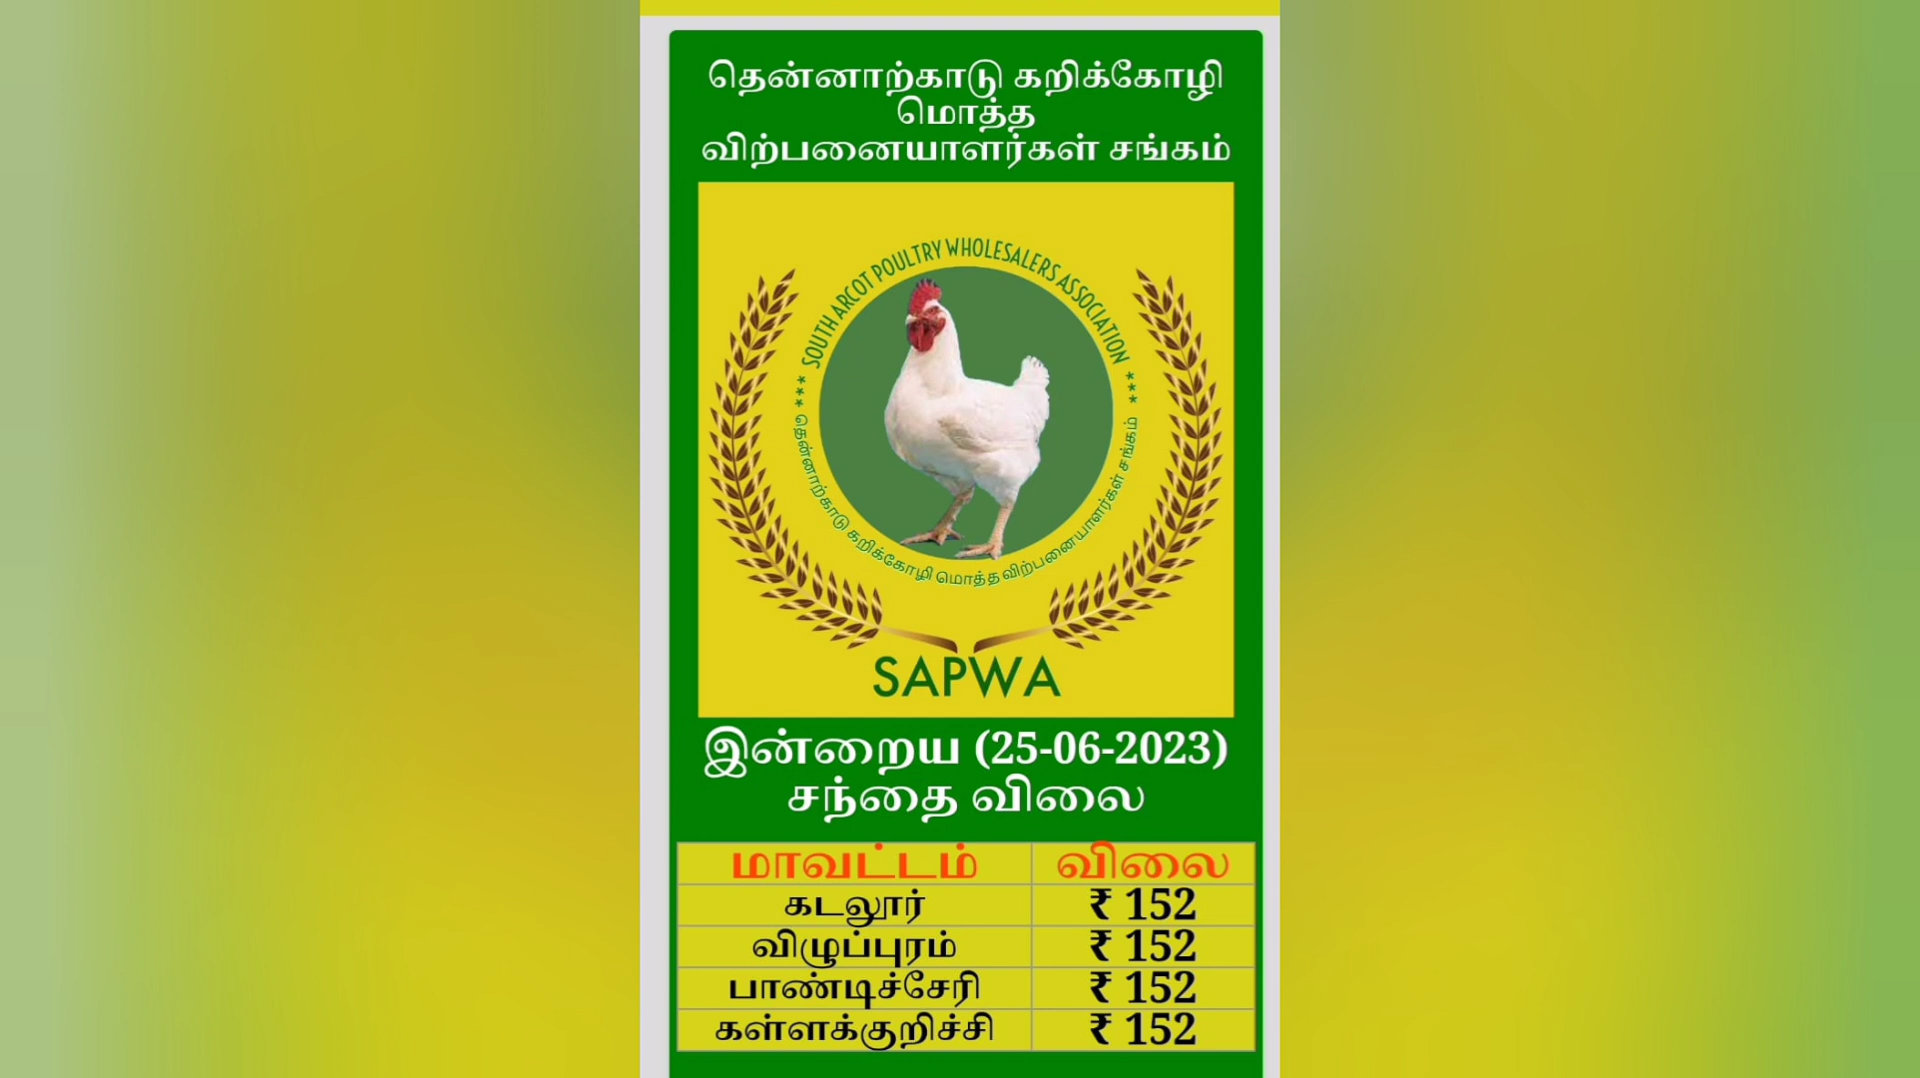 தென்னாற்காடு கறிக்கோழி
மொத்த
விற்பனையாளர்கள் சங்கம்
*** SOUTH ARCOT POULTRY WHOLESALERS ASSOCIATION ***
தென்னாற்காடு கறிக்கோழி மொத்த விற்பனையாளர்கள் சங்கம்
SAPWA
இன்றைய (25-06-2023)
சந்தை விலை
மாவட்டம் விலை
கடலூர் ₹ 152
விழுப்புரம் ₹ 152
பாண்டிச்சேரி ₹ 152
கள்ளக்குறிச்சி ₹ 152